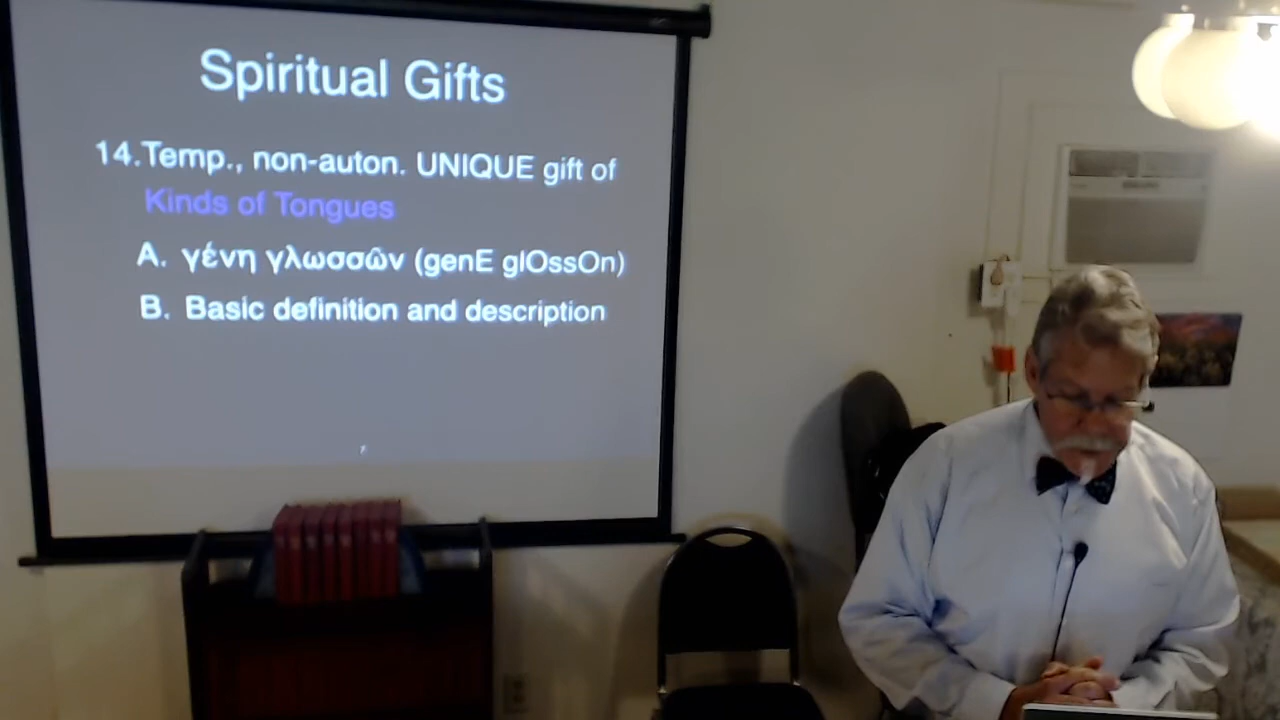 Spiritual Gifts
14. Temp., non-auton. UNIQUE gift of
Kinds of Tongues
A. γένη γλωσσῶν (genE glOssOn)
B. Basic definition and description